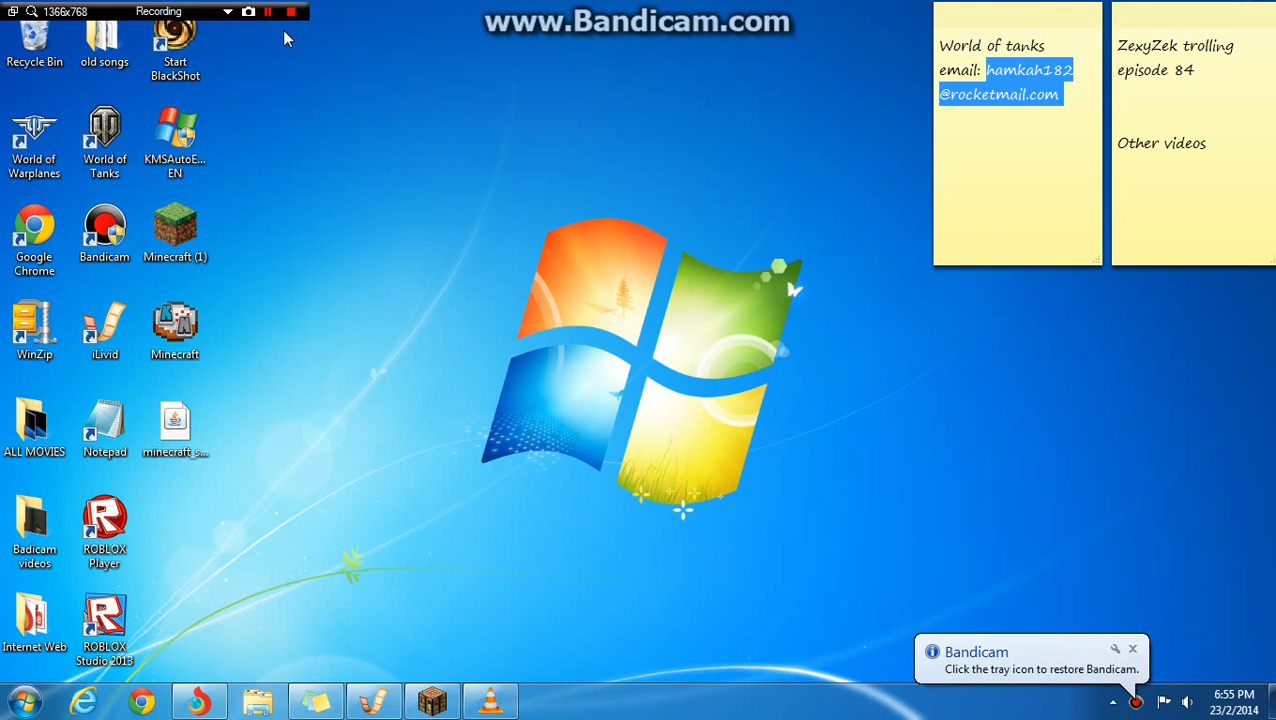 1366x768 Recording
www.Bandicam.com
Recycle Bin
old songs
Start
BlackShot
World of
Warplanes
World of
Tanks
KMSAutoE...
EN
Google
Chrome
Bandicam
Minecraft (1)
WinZip
iLivid
Minecraft
ALL MOVIES
Notepad
minecraft_s...
Badicam
videos
ROBLOX
Player
Internet Web
ROBLOX
Studio 2013
World of tanks
email: hamkah182
@rocketmail.com
ZexyZek trolling
episode 84
Other videos
Bandicam
Click the tray icon to restore Bandicam.
6:55 PM
23/2/2014